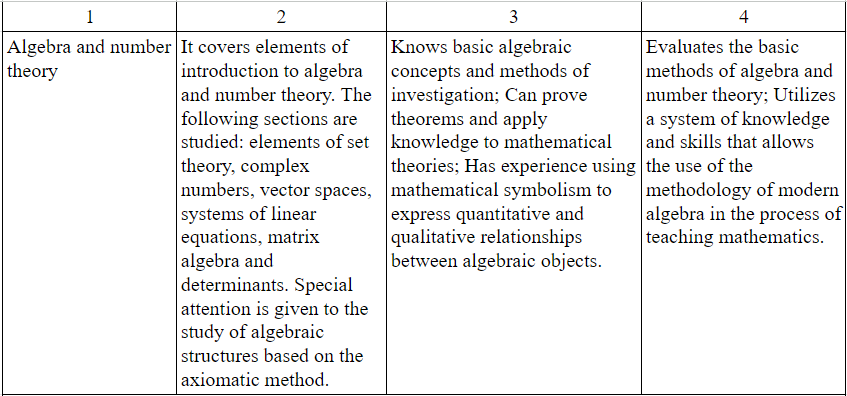 1
2
3
4
Algebra and number
theory
It covers elements of
introduction to algebra
and number theory. The
following sections are
studied: elements of set
theory, complex
numbers, vector spaces,
systems of linear
equations, matrix
algebra and
determinants. Special
attention is given to the
study of algebraic
structures based on the
axiomatic method.
Knows basic algebraic
concepts and methods of
investigation; Can prove
theorems and apply
knowledge to mathematical
theories; Has experience using
mathematical symbolism to
express quantitative and
qualitative relationships
between algebraic objects.
Evaluates the basic
methods of algebra and
number theory; Utilizes
a system of knowledge
and skills that allows
the use of the
methodology of modern
algebra in the process of
teaching mathematics.